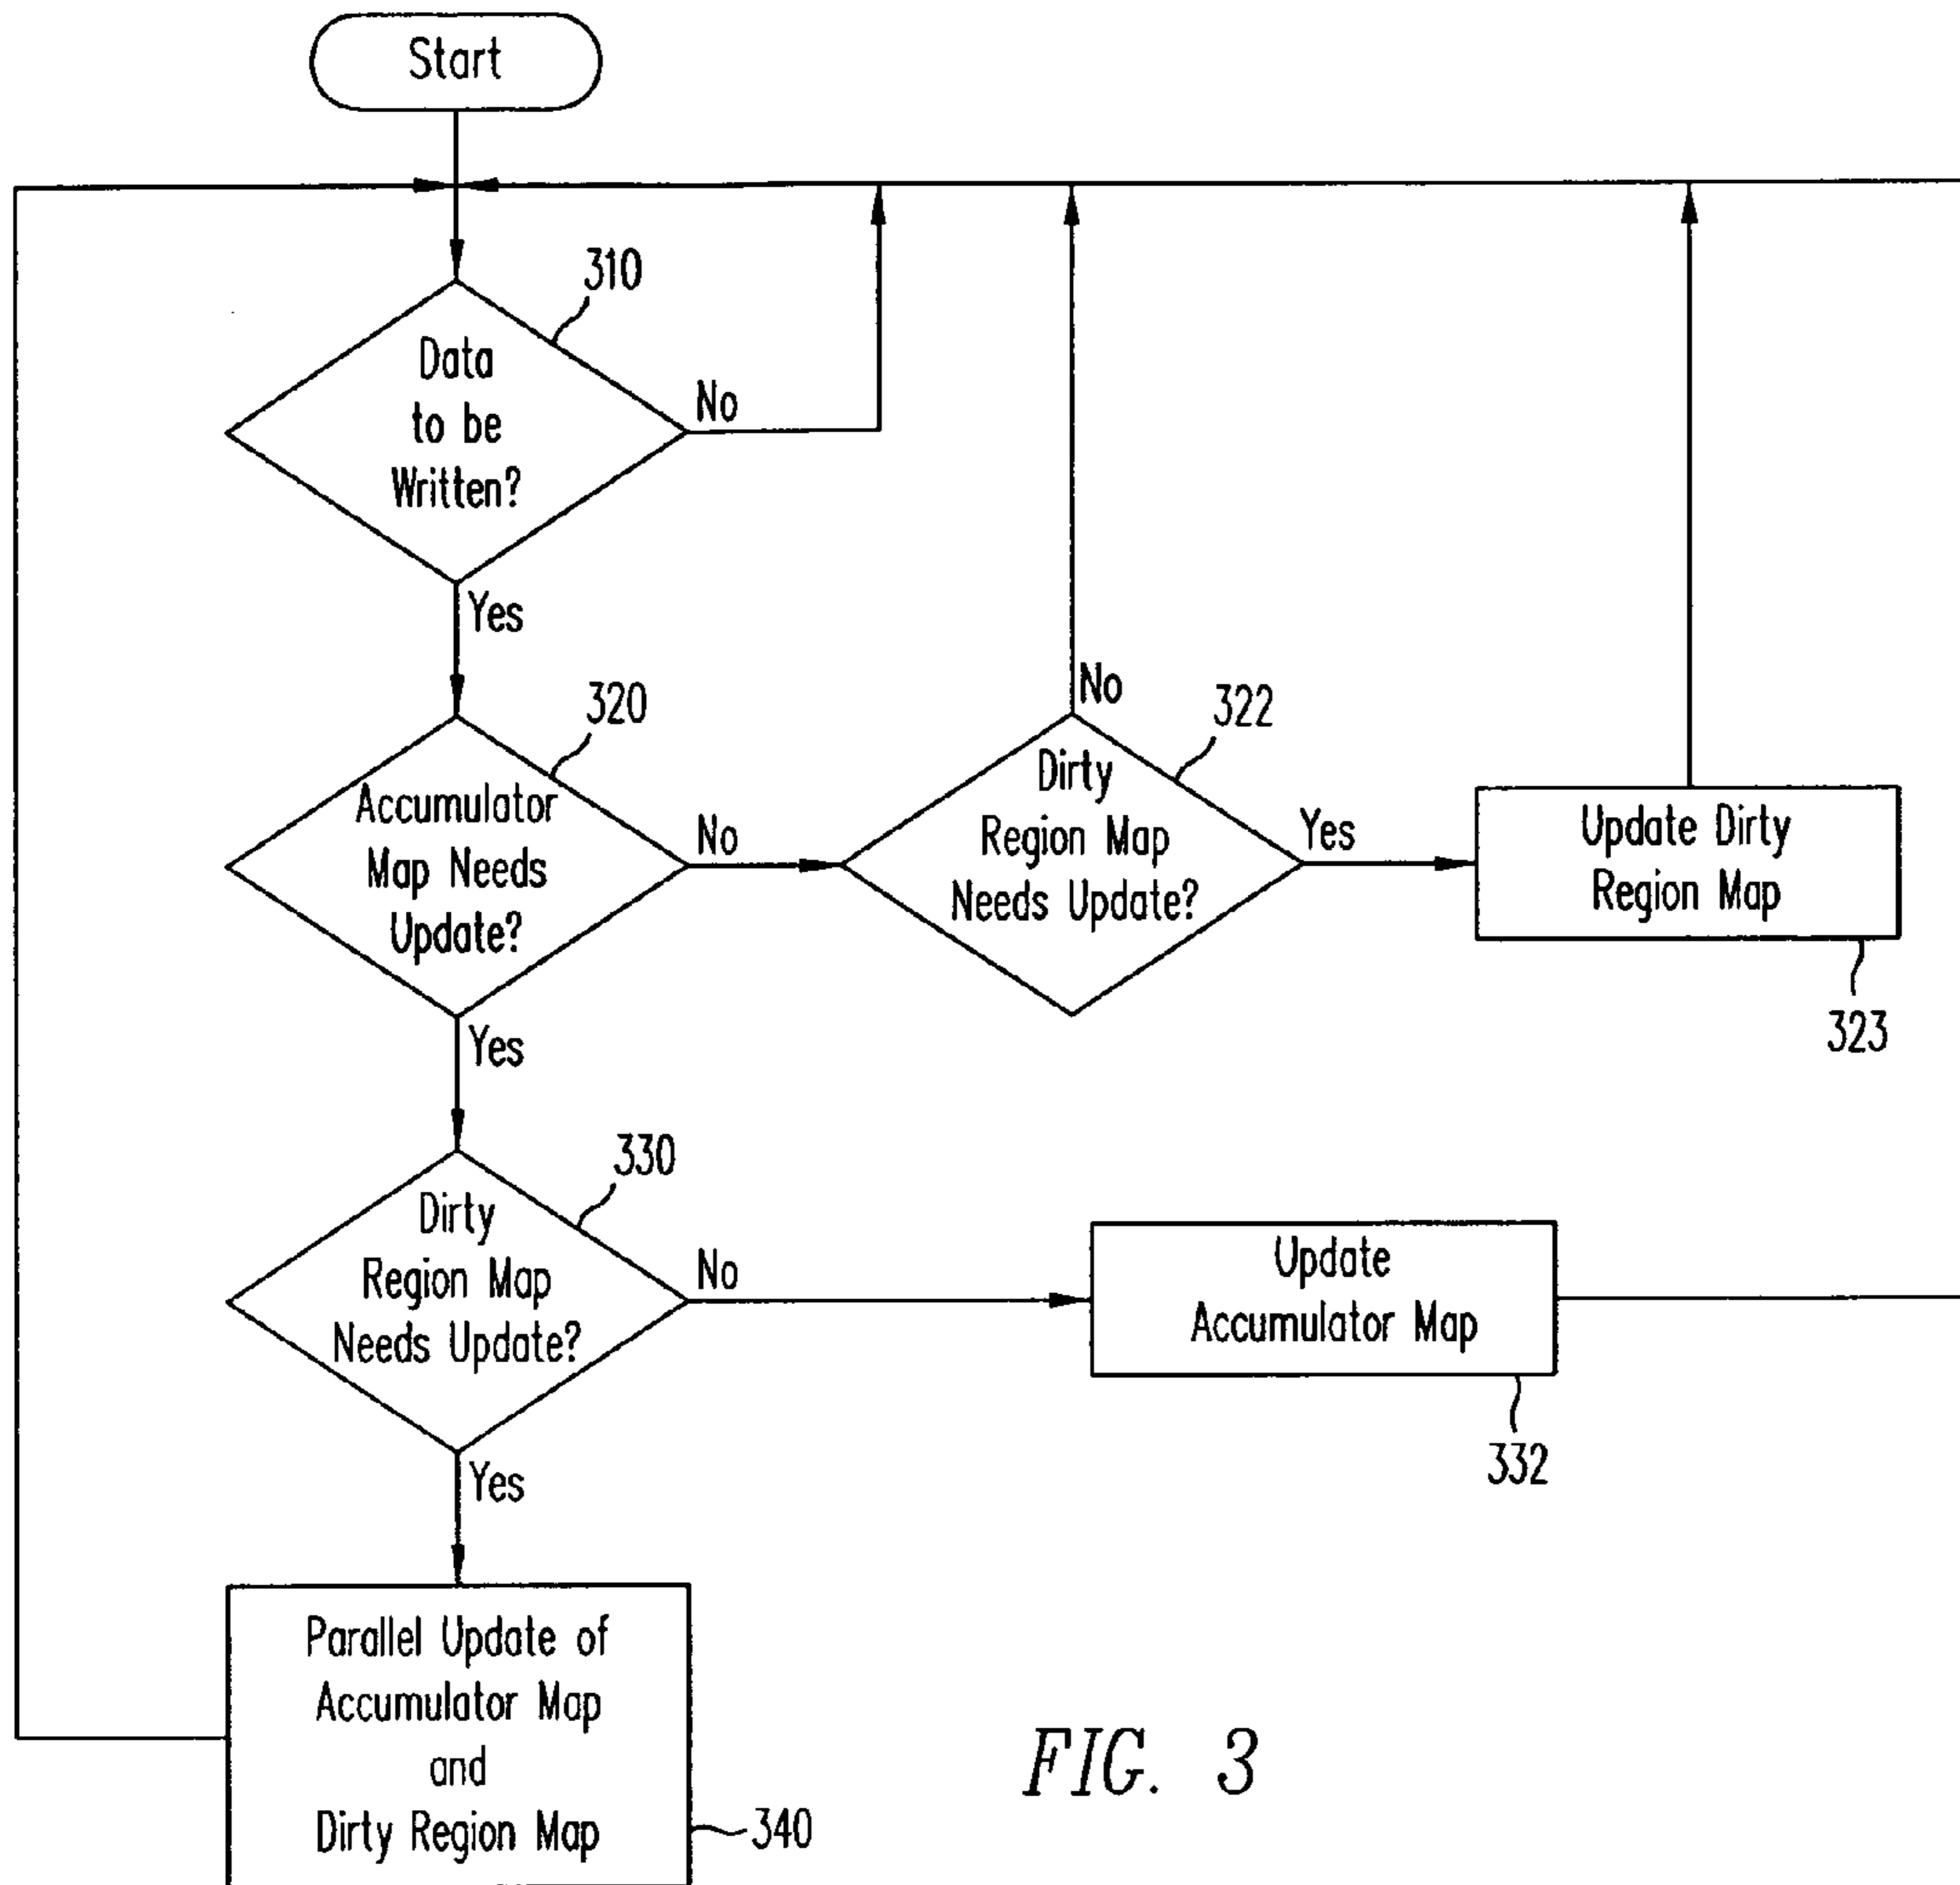 Start
310
Data
to be
Written?
No
Yes
320
Accumulator
Map Needs
Update?
No
Yes
322
Dirty
Region Map
Needs Update?
No
Yes
Update Dirty
Region Map
323
330
Dirty
Region Map
Needs Update?
No
Yes
Update
Accumulator Map
332
Parallel Update of
Accumulator Map
and
Dirty Region Map
340
FIG. 3